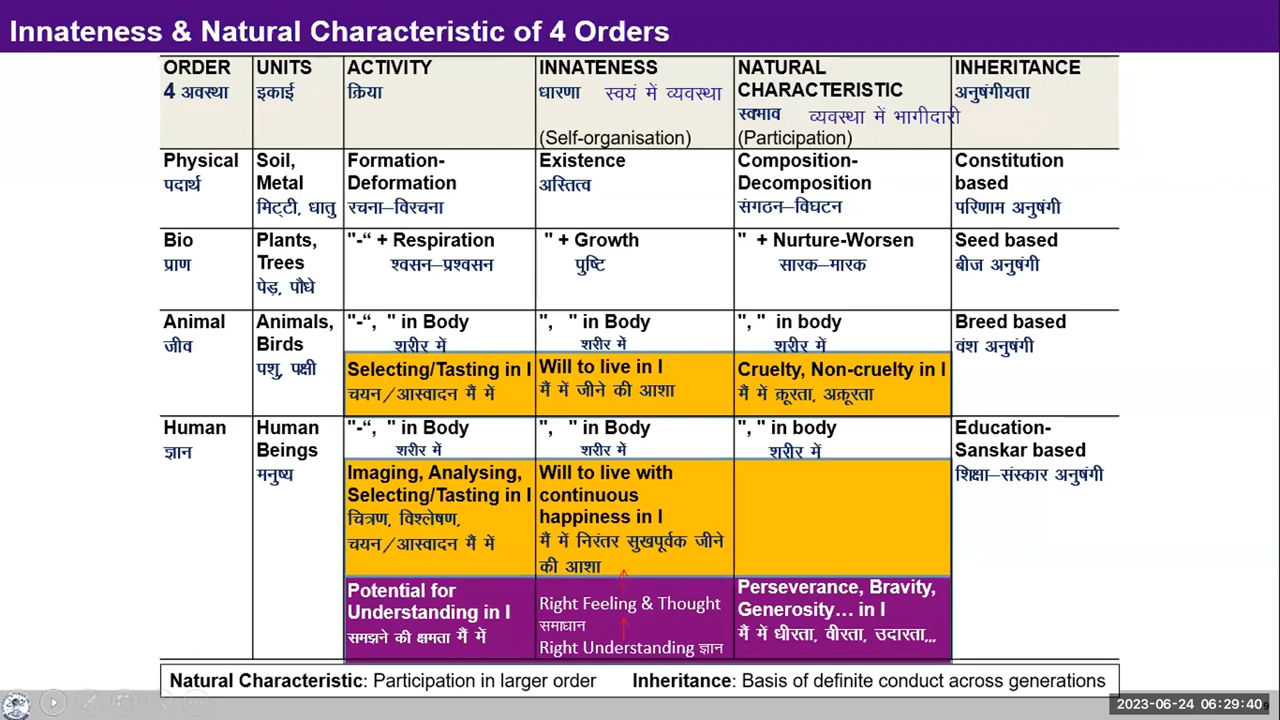 Innateness & Natural Characteristic of 4 Orders
ORDER
4 अवस्था
UNITS
इकाई
ACTIVITY
क्रिया
INNATENESS
धारणा स्वयं में व्यवस्था
(Self-organisation)
NATURAL
CHARACTERISTIC
स्वभाव व्यवस्था में भागीदारी
(Participation)
INHERITANCE
अनुषंगीयता
Physical
पदार्थ
Soil,
Metal
मिट्टी, धातु
Formation-
Deformation
रचना–विरचना
Existence
अस्तित्व
Composition-
Decomposition
संगठन–विघटन
Constitution
based
परिणाम अनुषंगी
Bio
प्राण
Plants,
Trees
पेड़, पौधे
"-“ + Respiration
श्वसन–प्रश्वसन
" + Growth
पुष्टि
" + Nurture-Worsen
सारक–मारक
Seed based
बीज अनुषंगी
Animal
जीव
Animals,
Birds
पशु, पक्षी
"-“, " in Body
शरीर में
Selecting/Tasting in I
चयन/आस्वादन मैं में
", " in Body
शरीर में
Will to live in I
मैं में जीने की आशा
", " in body
शरीर में
Cruelty, Non-cruelty in I
मैं में क्रूरता, अक्रूरता
Breed based
वंश अनुषंगी
Human
ज्ञान
Human
Beings
मनुष्य
"-“, " in Body
शरीर में
Imaging, Analysing,
Selecting/Tasting in I
चित्रण, विश्लेषण,
चयन/आस्वादन मैं में
Potential for
Understanding in I
समझने की क्षमता मैं में
", " in Body
शरीर में
Will to live with
continuous
happiness in I
मैं में निरंतर सुखपूर्वक जीने
की आशा
Right Feeling & Thought
समाधान
Right Understanding ज्ञान
", " in body
शरीर में
Perseverance, Bravity,
Generosity… in I
मैं में धीरता, वीरता, उदारता...
Education-
Sanskar based
शिक्षा–संस्कार अनुषंगी
Natural Characteristic: Participation in larger order Inheritance: Basis of definite conduct across generations
2023-06-24 06:29:40